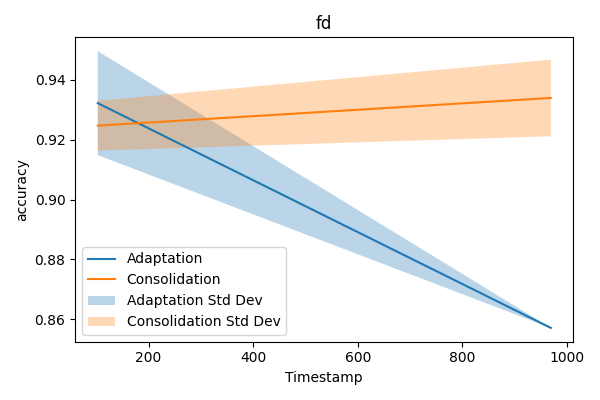 fd
accuracy
0.94
0.92
0.90
0.88
0.86
Adaptation
Consolidation
Adaptation Std Dev
Consolidation Std Dev
200
400
600
800
1000
Timestamp